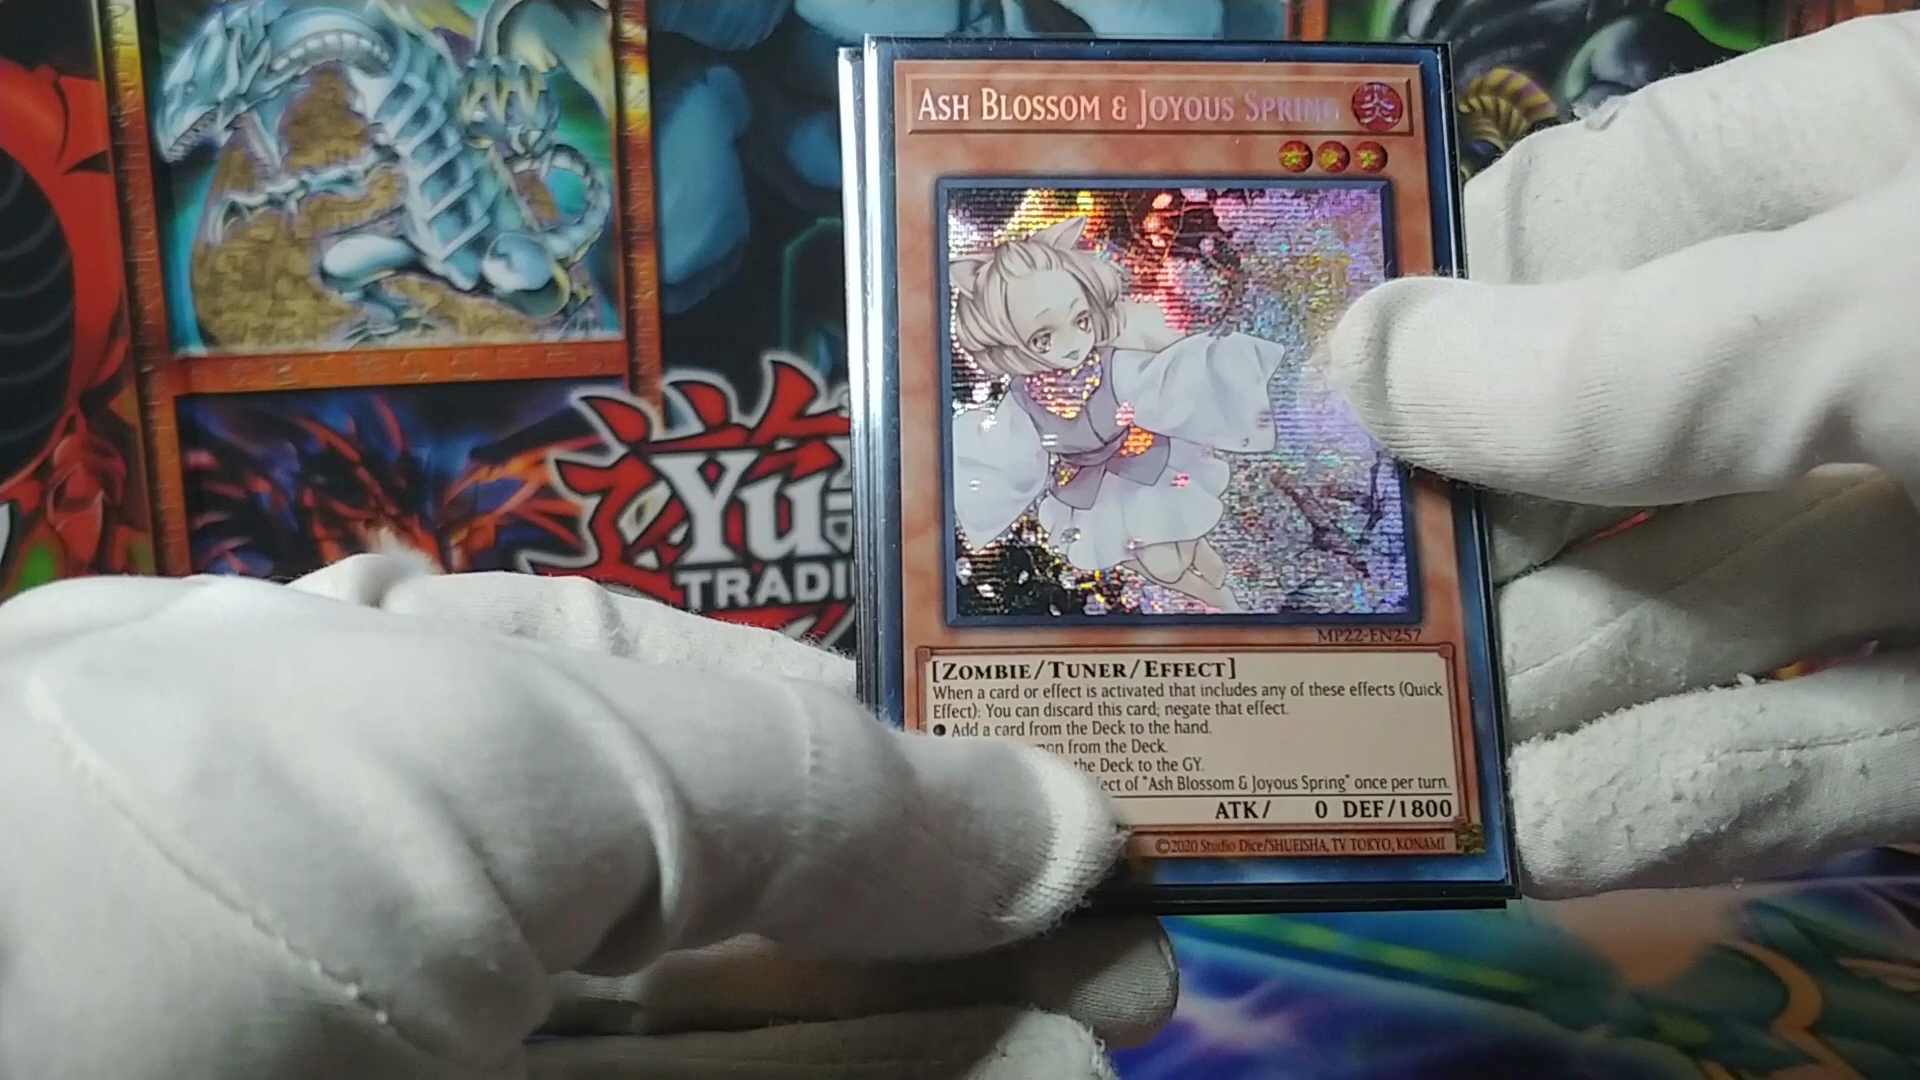 ASH BLOSSOM & JOYOUS SPRING
炎
MP22-EN257
[ZOMBIE/TUNER/EFFECT]
When a card or effect is activated that includes any of these effects (Quick
Effect): You can discard this card; negate that effect.
● Add a card from the Deck to the hand.
from the Deck.
the Deck to the GY.
of "Ash Blossom & Joyous Spring" once per turn.
ATK/ 0 DEF/1800
©2020 Studio Dice/SHUEISHA, TV TOKYO, KONAMI
YU
TRADI